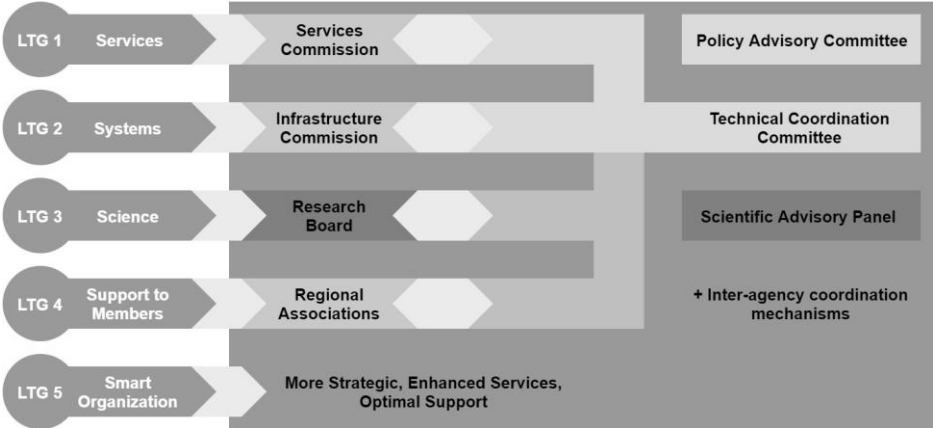 LTG 1
Services
Services
Commission
Policy Advisory Committee
LTG 2
Systems
Infrastructure
Commission
Technical Coordination
Committee
LTG 3
Science
Research
Board
Scientific Advisory Panel
LTG 4
Support to
Members
Regional
Associations
+ Inter-agency coordination
mechanisms
LTG 5
Smart
Organization
More Strategic, Enhanced Services,
Optimal Support